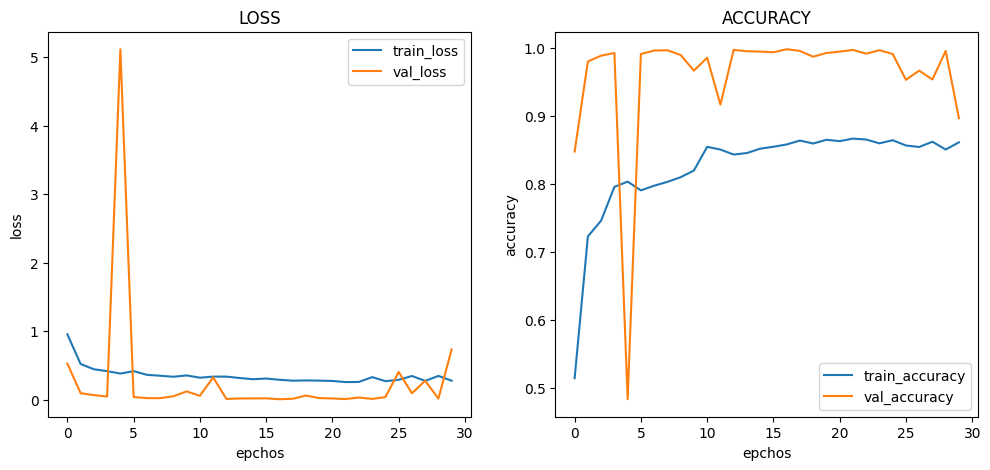 LOSS
train_loss
val_loss
5
4
3
2
1
0
loss
0 5 10 15 20 25 30
epchos
ACCURACY
1.0
0.9
0.8
0.7
0.6
0.5
accuracy
train_accuracy
val_accuracy
0 5 10 15 20 25 30
epchos